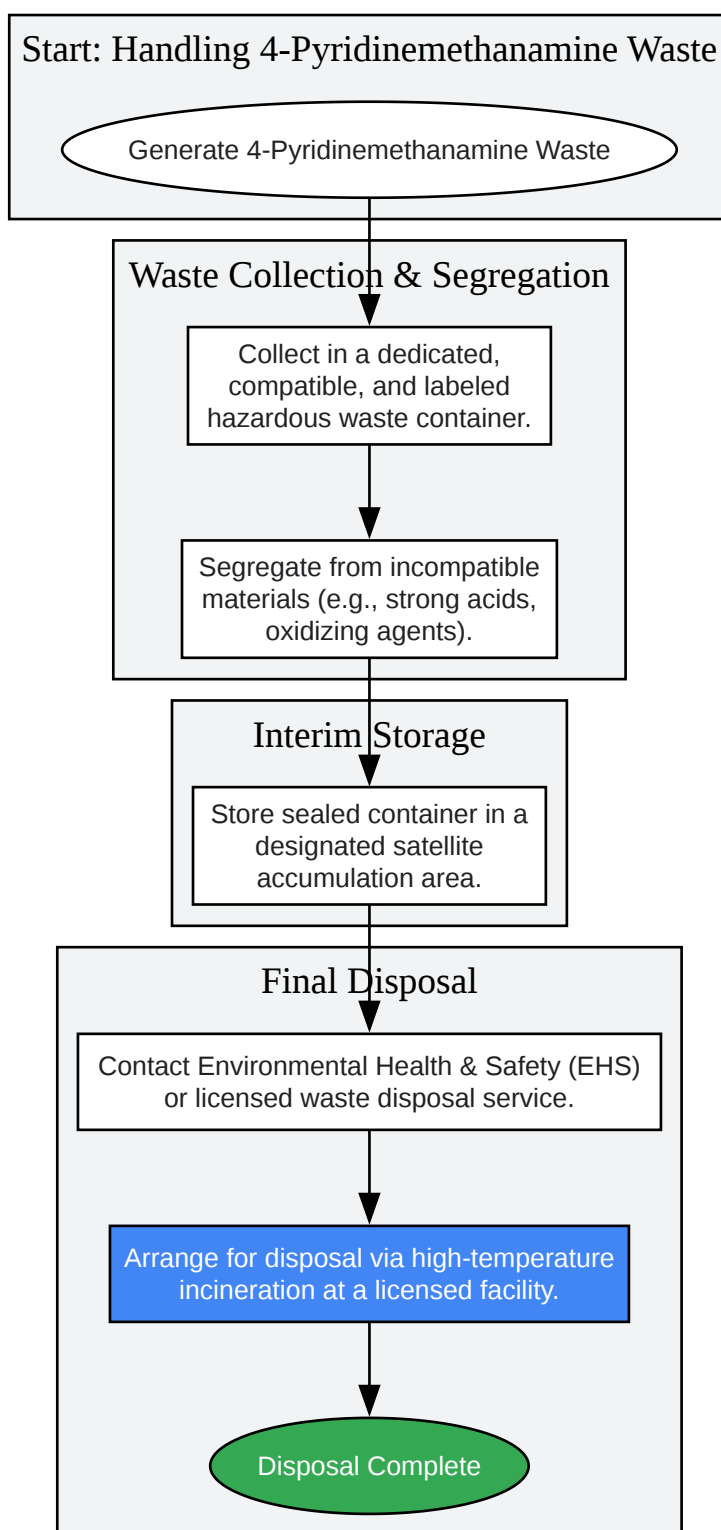 Start: Handling 4-Pyridinemethanamine Waste
Generate 4-Pyridinemethanamine Waste
Waste Collection & Segregation
Collect in a dedicated,
compatible, and labeled
hazardous waste container.
Segregate from incompatible
materials (e.g., strong acids,
oxidizing agents).
Interim Storage
Store sealed container in a
designated satellite
accumulation area.
Final Disposal
Contact Environmental Health & Safety (EHS)
or licensed waste disposal service.
Arrange for disposal via high-temperature
incineration at a licensed facility.
Disposal Complete